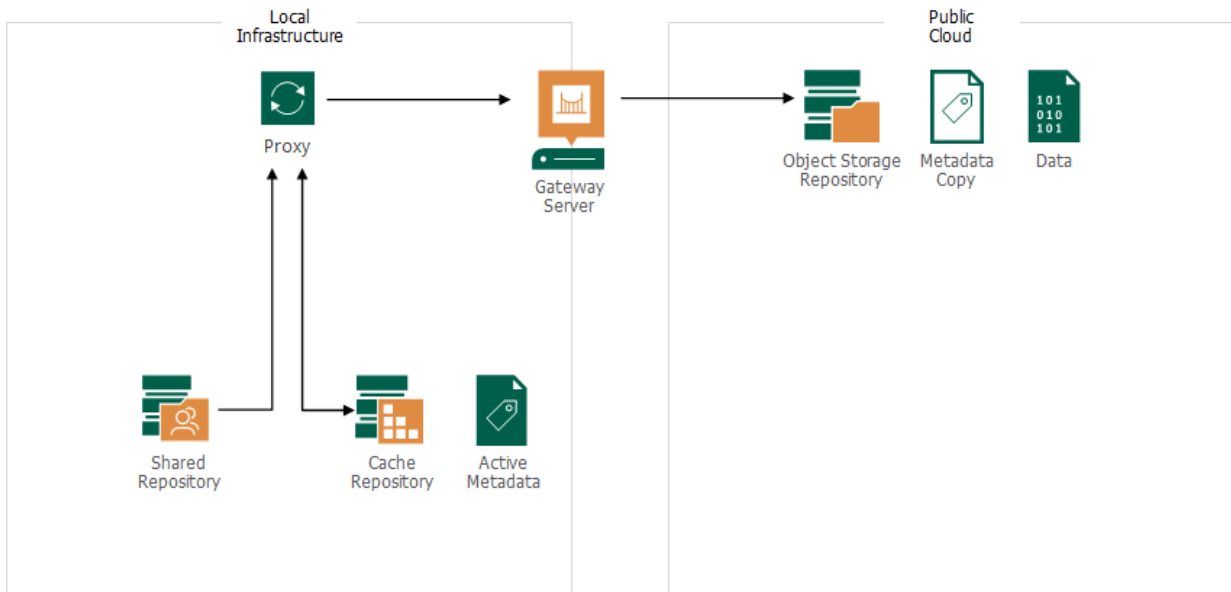 Local
Infrastructure
Public
Cloud
Proxy
Gateway
Server
Object Storage
Repository
Metadata
Copy
101
010
101
Data
Shared
Repository
Cache
Repository
Active
Metadata